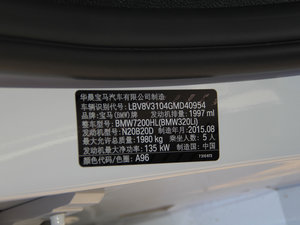 华晨宝马汽车有限公司制造
车辆识别代号: LBV8V3104GMD40954
品牌: 宝马(BMW)牌 发动机排量: 1997 ml
整车型号: BMW7200HL(BMW320Li)
发动机型号: N20B20D 制造年月: 2015.08
最大设计总质量: 1980 kg 乘坐人数: 5 人
发动机最大净功率: 135 kW 制造国: 中国
颜色代码/色圈: A96